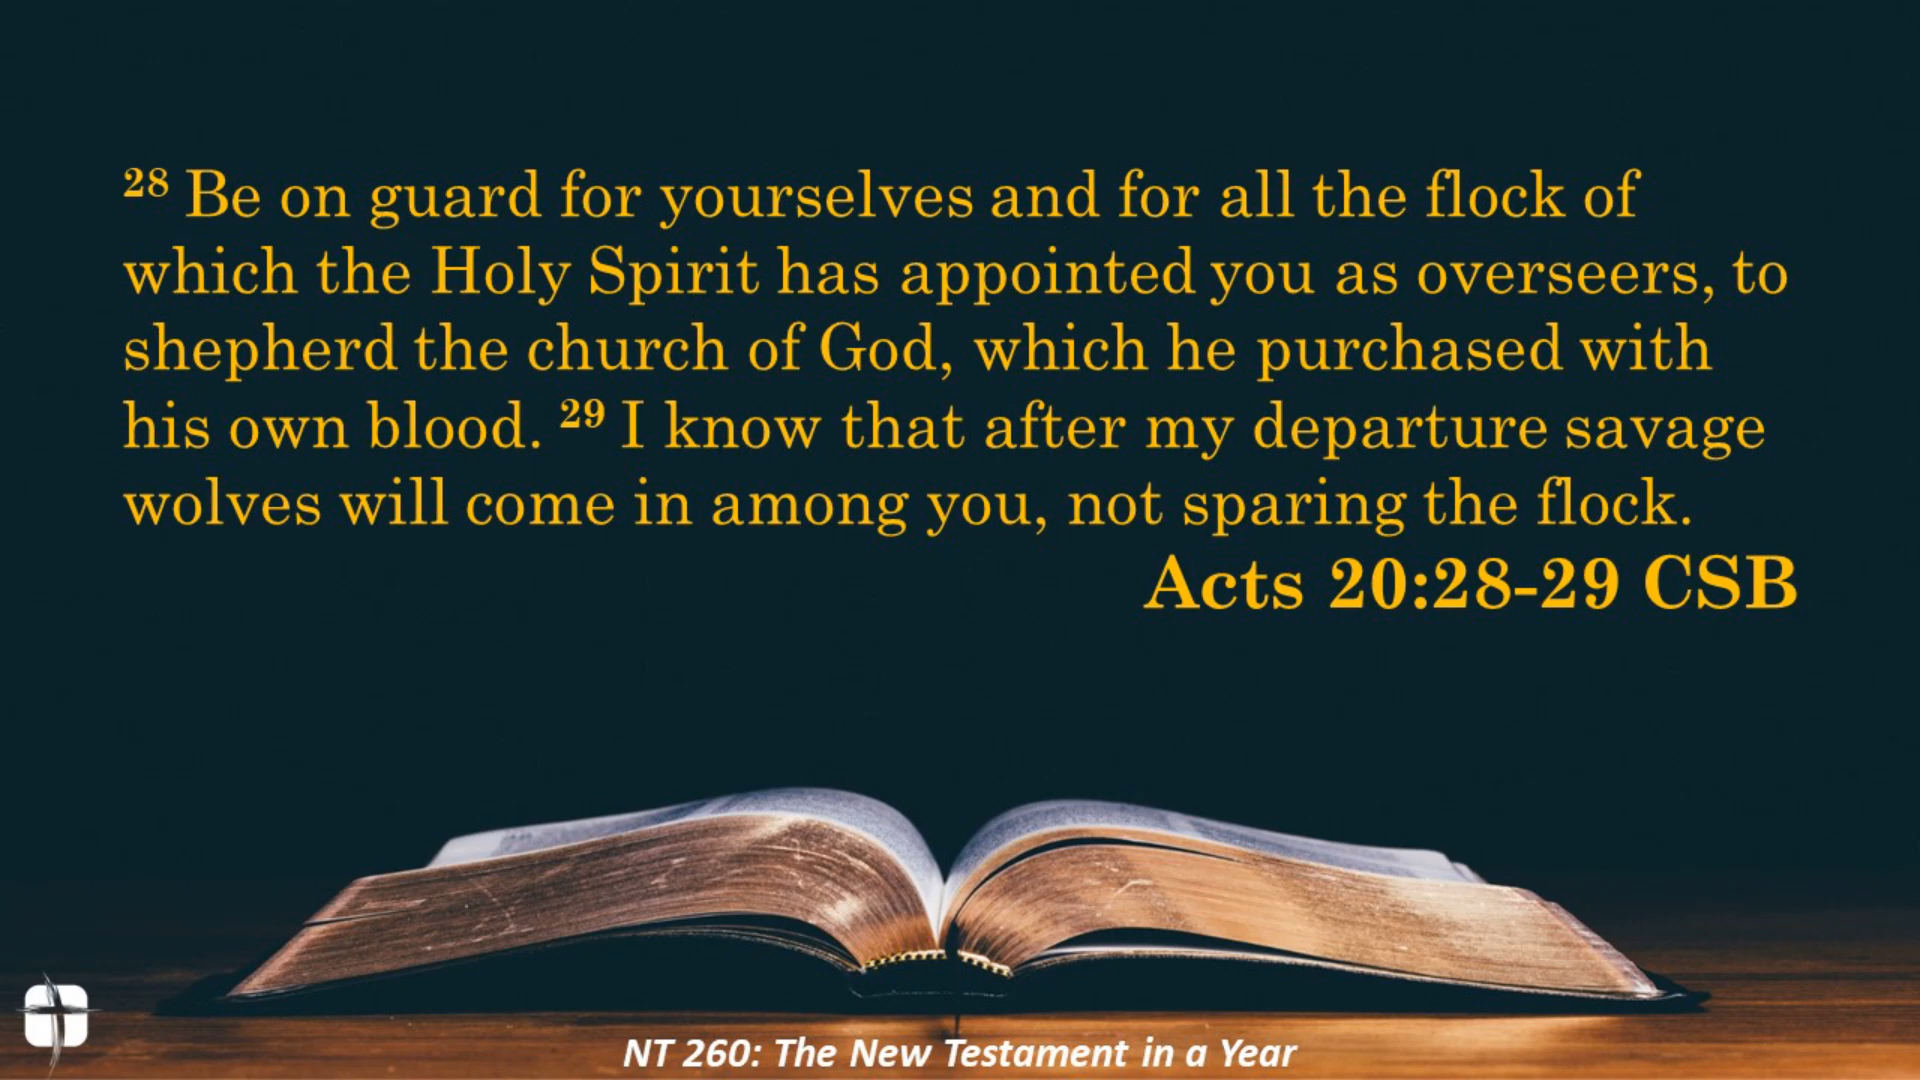 28 Be on guard for yourselves and for all the flock of
which the Holy Spirit has appointed you as overseers, to
shepherd the church of God, which he purchased with
his own blood. 29 I know that after my departure savage
wolves will come in among you, not sparing the flock.
Acts 20:28-29 CSB
NT 260: The New Testament in a Year